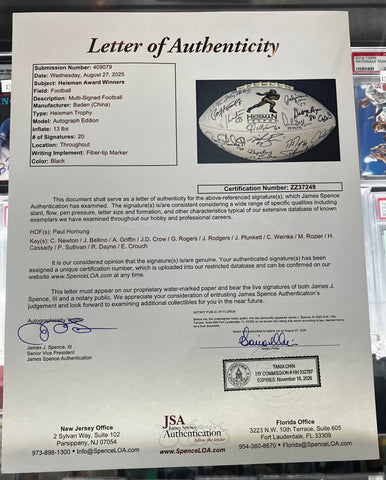 Letter of Authenticity
Submission Number: 409079
Date: Wednesday, August 27, 2025
Subject(s): Heisman Award Winners
Field: Football
Description: Multi-Signed Football
Manufacturer: Baden (China)
Type: Heisman Trophy
Model: Autograph Edition
Inflate: 13 lbs
# of Signatures: 20
Location: Throughout
Writing Implement: Fiber-tip Marker
Color: Black
HEISMAN
Certification Number: ZZ37249
This document shall serve as a letter of authenticity for the above-referenced signature(s), which James Spence
Authentication has examined. The signature(s) is/are consistent considering a wide range of specific qualities including
slant, flow, pen pressure, letter size and formation, and other characteristics typical of our extensive database of known
exemplars we have examined throughout our hobby and professional careers.
HOF(s): Paul Hornung
Key(s): C. Newton / J. Bellino / A. Griffin / J.D. Crow / G. Rogers / J. Rodgers / J. Plunkett / C. Weinke / M. Rozier / H.
Cassady / P. Sullivan / R. Dayne / E. Crouch
It is our considered opinion that the signature(s) is/are genuine. Your authenticated signature(s) has been
assigned a unique certification number, which is uploaded into our restricted database and can be confirmed on our
website www.SpenceLOA.com at any time.
This letter must appear on our proprietary water-marked paper and bear the live signatures of both James J.
Spence, III and a notary public. We appreciate your consideration of entrusting James Spence Authentication's
judgement and look forward to examining additional collectibles for you in the near future.
NOTARY PUBLIC OF FLORIDA
James J. Spence, III
Senior Vice President
James Spence Authentication
TANIA CHIN
MY COMMISSION # HH 332787
EXPIRES: November 16, 2026
New Jersey Office
2 Sylvan Way, Suite 102
Parsippany, NJ 07054
973-898-1300 • SpenceLOA.com
JSA
James Spence
Authentication
Follow the leader
www.SpenceLOA.com
Florida Office
3223 N.W. 10th Terrace, Suite 605
Fort Lauderdale, FL 33309
954-380-8670 • SpenceLOA.com